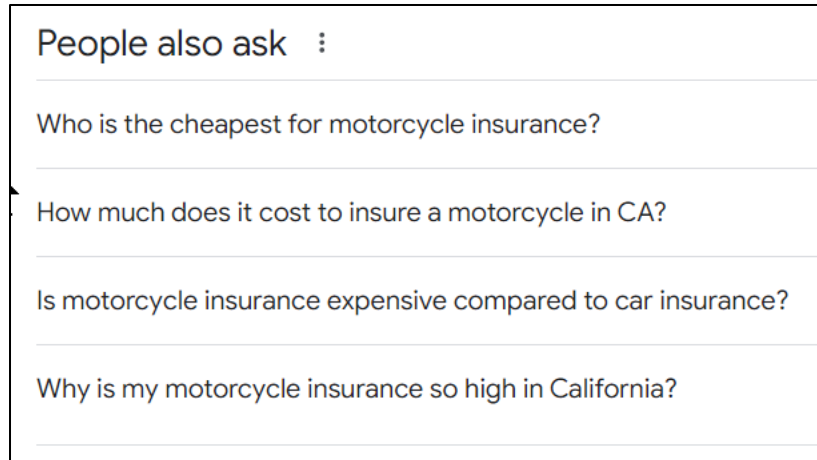 People also ask
Who is the cheapest for motorcycle insurance?
How much does it cost to insure a motorcycle in CA?
Is motorcycle insurance expensive compared to car insurance?
Why is my motorcycle insurance so high in California?